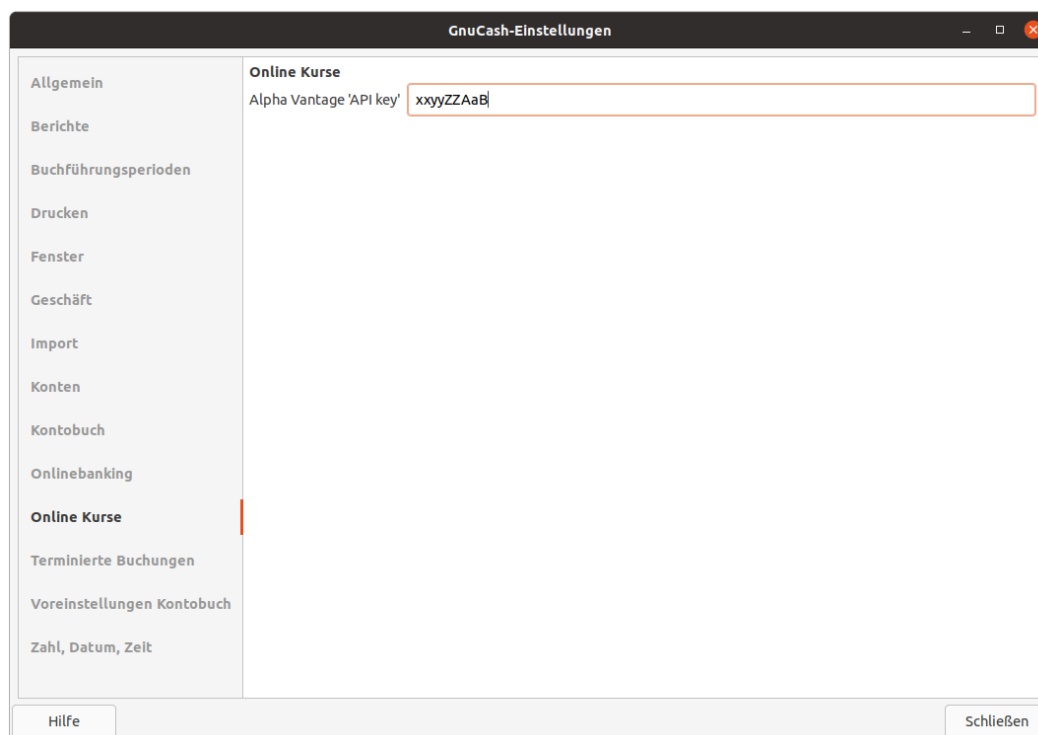 GnuCash-Einstellungen
Allgemein
Berichte
Buchführungsperioden
Drucken
Fenster
Geschäft
Import
Konten
Kontobuch
Onlinebanking
Online Kurse
Terminierte Buchungen
Voreinstellungen Kontobuch
Zahl, Datum, Zeit
Online Kurse
Alpha Vantage 'API key' xxyyZZAaB
Hilfe
Schließen